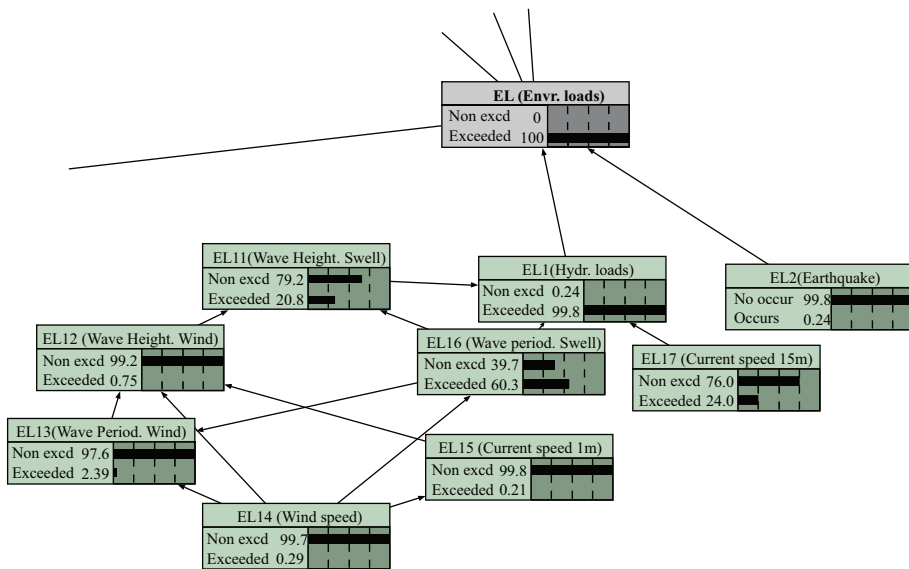 EL (Envr. loads)
Non excd 0
Exceeded 100
EL11(Wave Height. Swell)
Non excd 79.2
Exceeded 20.8
EL1(Hydr. loads)
Non excd 0.24
Exceeded 99.8
EL2(Earthquake)
No occur 99.8
Occurs 0.24
EL12 (Wave Height. Wind)
Non excd 99.2
Exceeded 0.75
EL16 (Wave period. Swell)
Non excd 39.7
Exceeded 60.3
EL17 (Current speed 15m)
Non excd 76.0
Exceeded 24.0
EL13(Wave Period. Wind)
Non excd 97.6
Exceeded 2.39
EL15 (Current speed 1m)
Non excd 99.8
Exceeded 0.21
EL14 (Wind speed)
Non excd 99.7
Exceeded 0.29